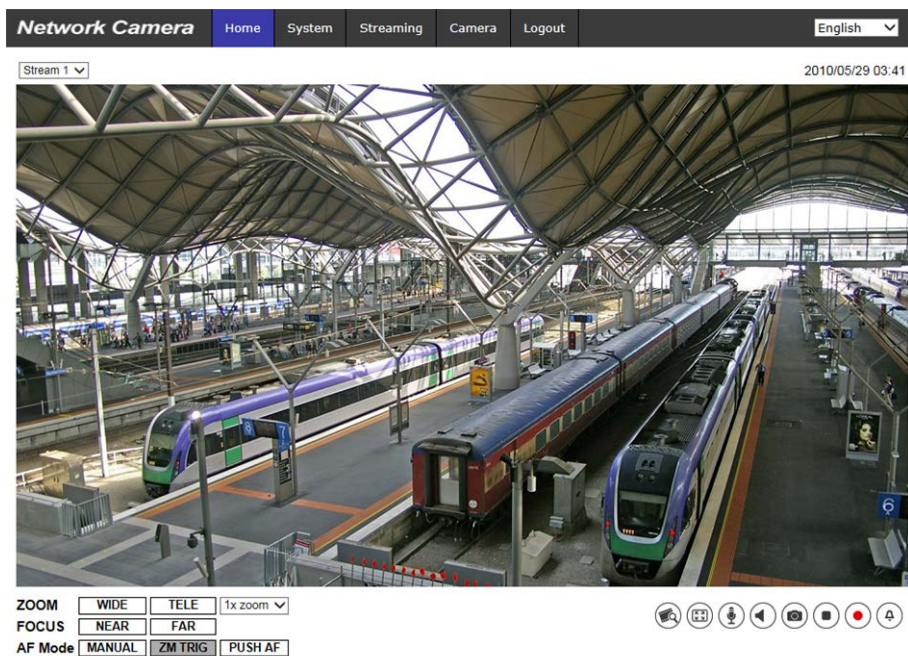 Network Camera Home System Streaming Camera Logout English
Stream 1 2010/05/29 03:41
8 7
6
ZOOM WIDE TELE 1x zoom
FOCUS NEAR FAR
AF Mode MANUAL ZM TRIG PUSH AF